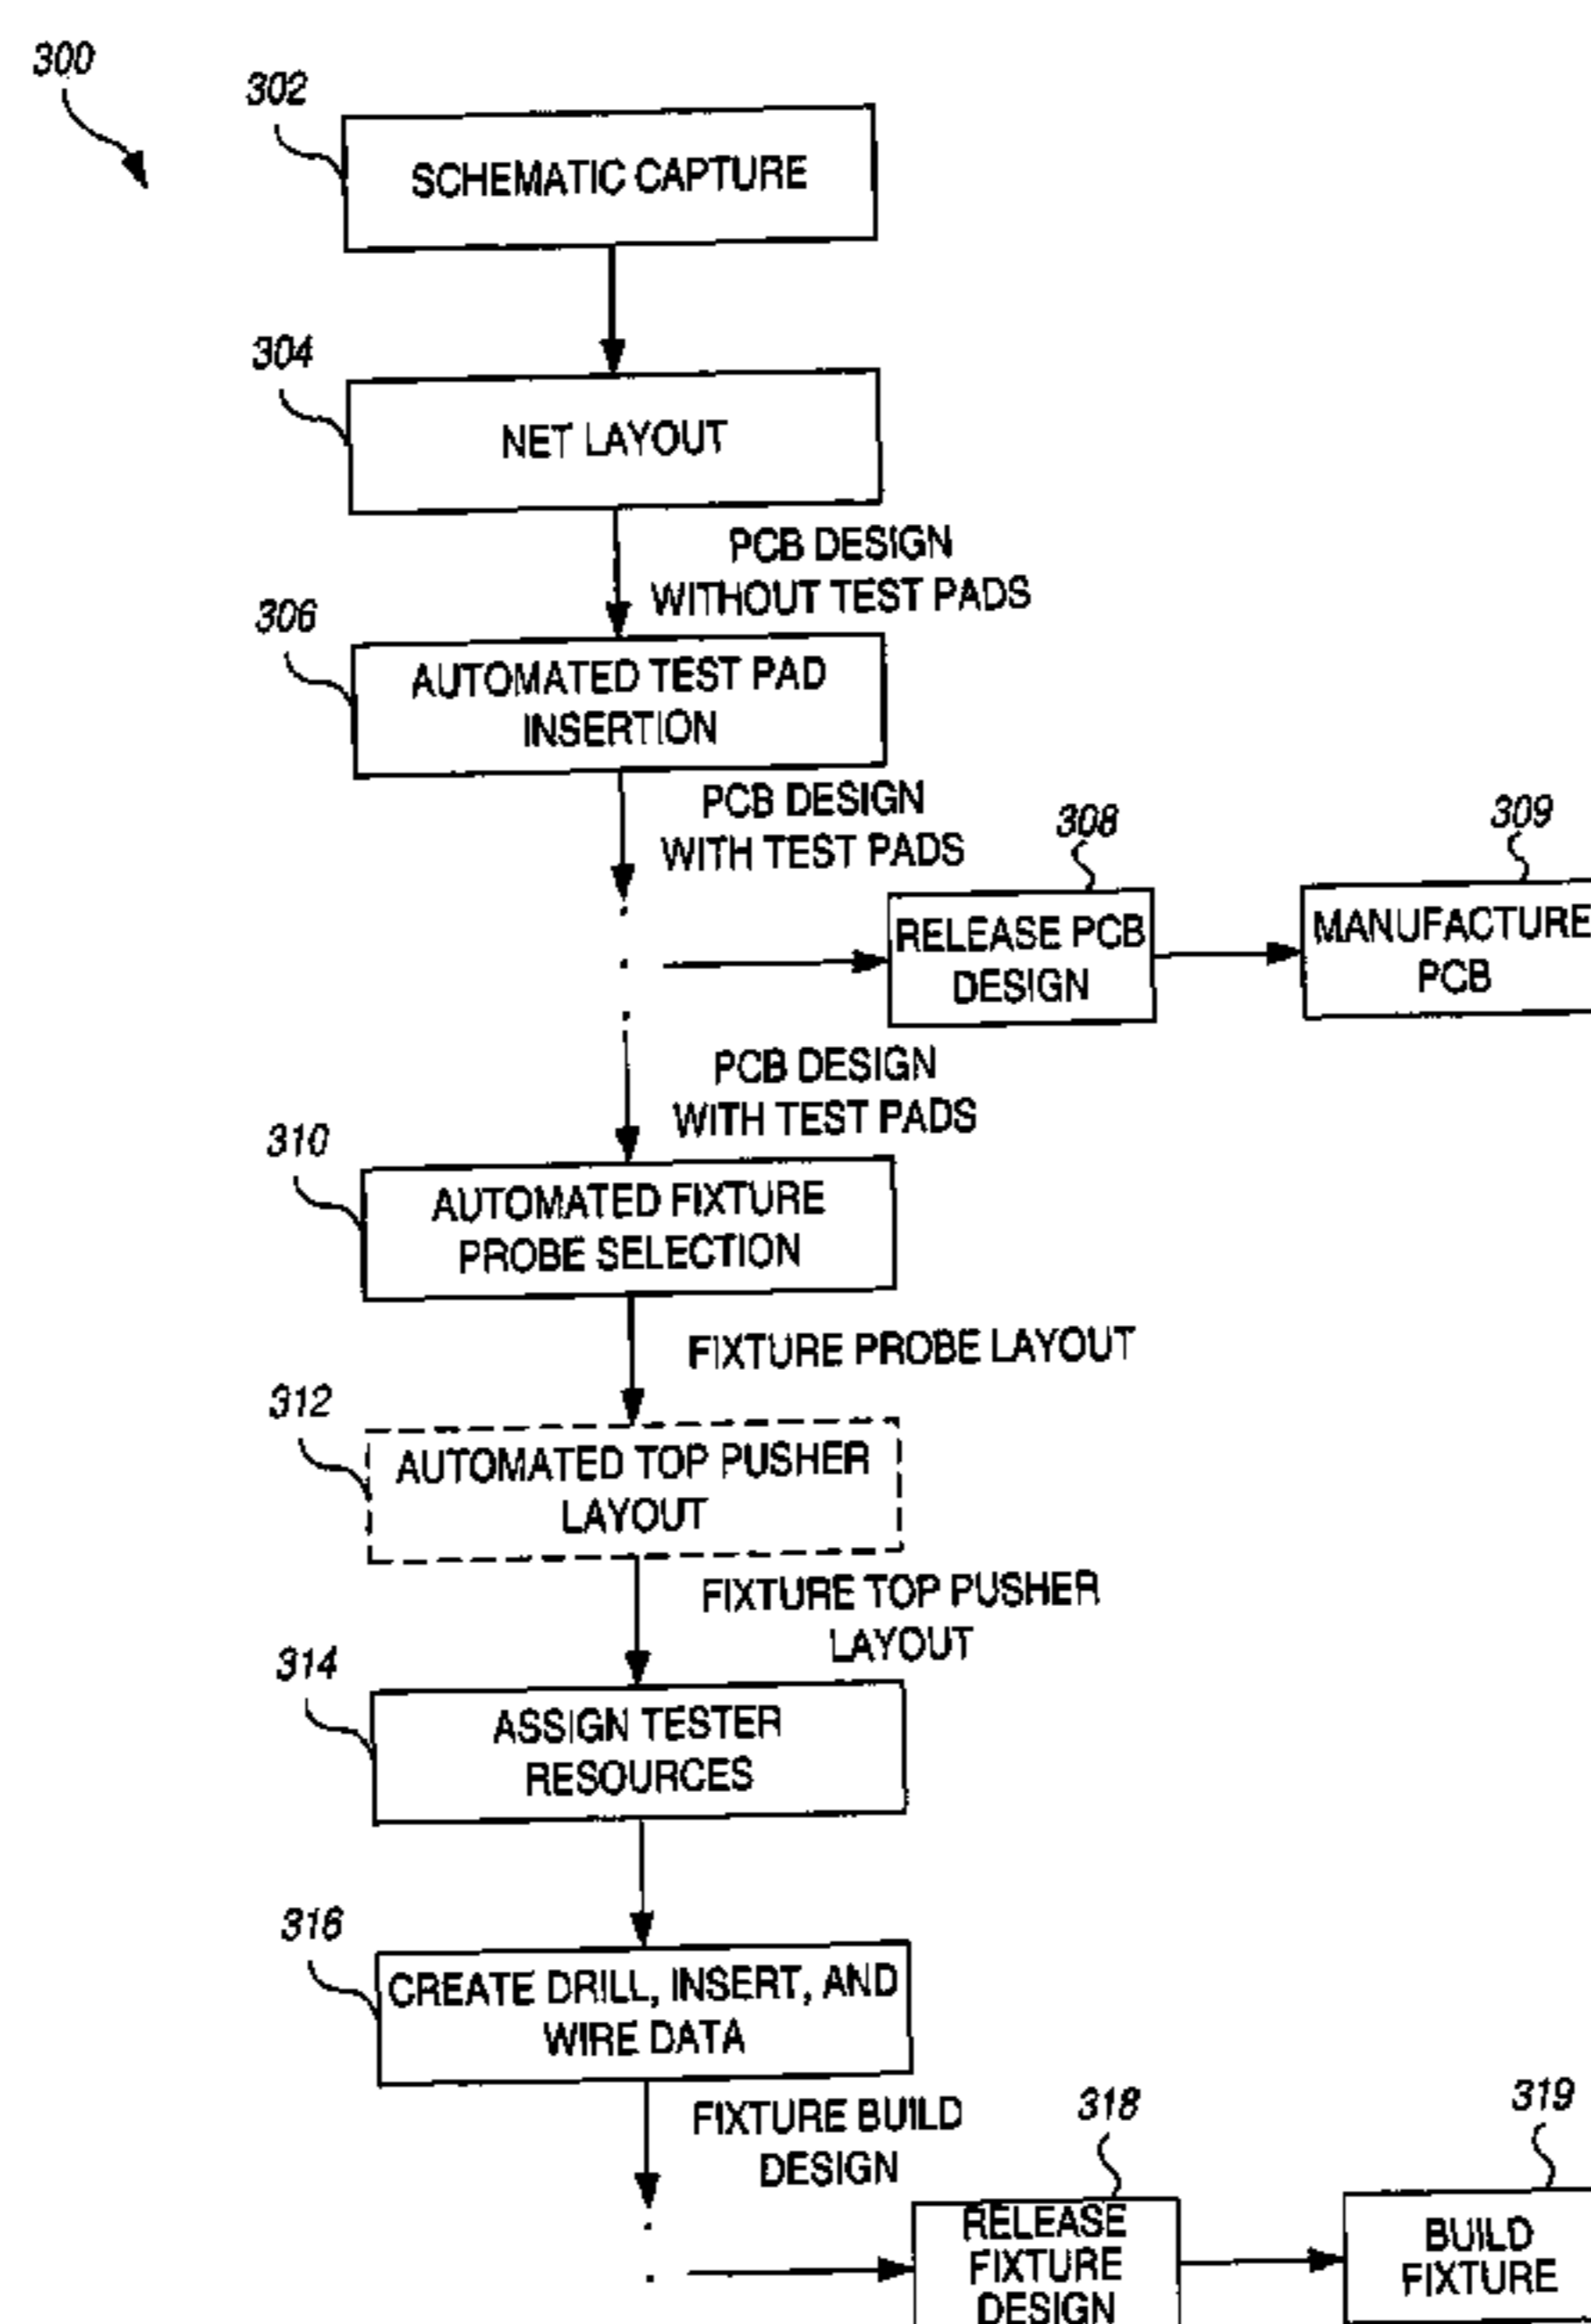 300
302
SCHEMATIC CAPTURE
304
NET LAYOUT
PCB DESIGN
WITHOUT TEST PADS
306
AUTOMATED TEST PAD
INSERTION
PCB DESIGN
WITH TEST PADS
308
309
RELEASE PCB
DESIGN
MANUFACTURE
PCB
PCB DESIGN
WITH TEST PADS
310
AUTOMATED FIXTURE
PROBE SELECTION
FIXTURE PROBE LAYOUT
312
AUTOMATED TOP PUSHER
LAYOUT
FIXTURE TOP PUSHER
LAYOUT
314
ASSIGN TESTER
RESOURCES
316
CREATE DRILL, INSERT, AND
WIRE DATA
FIXTURE BUILD
DESIGN
318
319
RELEASE
FIXTURE
DESIGN
BUILD
FIXTURE